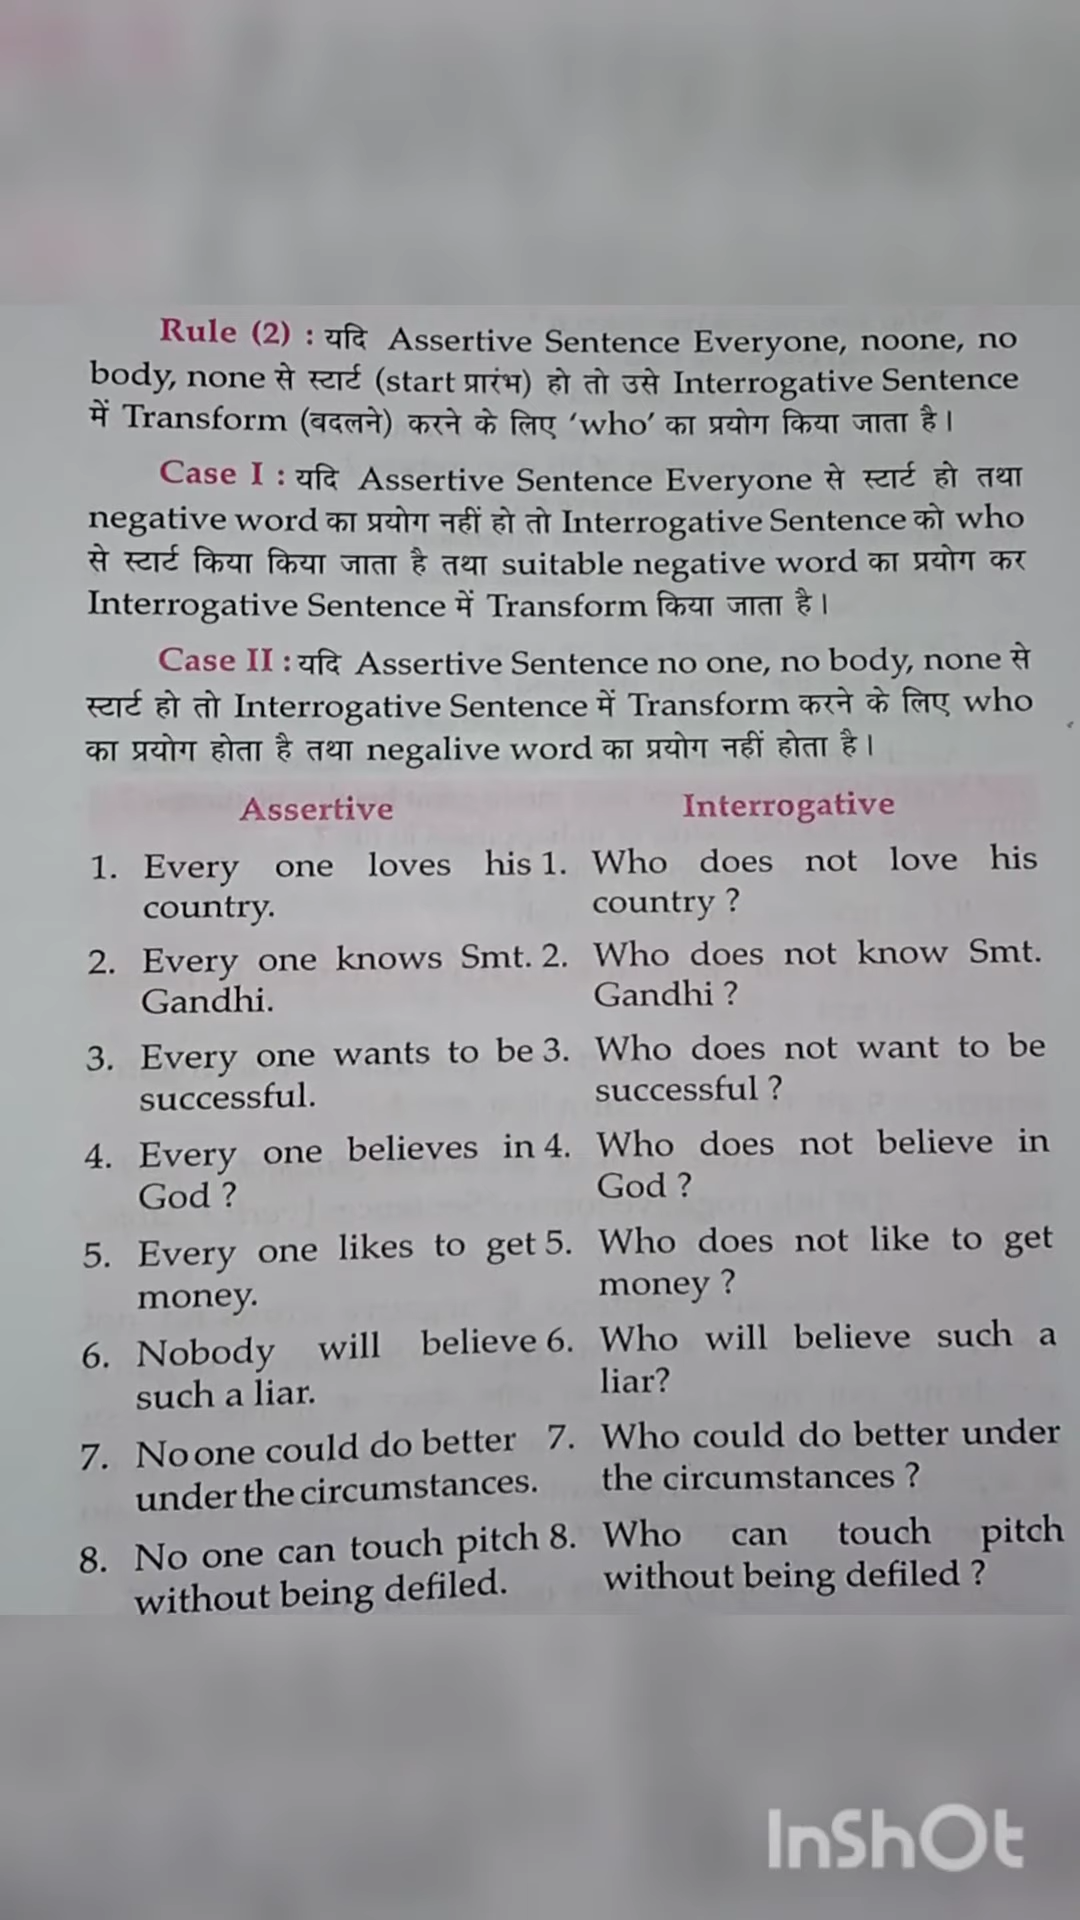 Rule (2) : यदि Assertive Sentence Everyone, noone, no
body, none से स्टार्ट (start प्रारंभ) हो तो उसे Interrogative Sentence
में Transform (बदलने) करने के लिए ‘who’ का प्रयोग किया जाता है।
Case I : यदि Assertive Sentence Everyone से स्टार्ट हो तथा
negative word का प्रयोग नहीं हो तो Interrogative Sentence को who
से स्टार्ट किया किया जाता है तथा suitable negative word का प्रयोग कर
Interrogative Sentence में Transform किया जाता है।
Case II : यदि Assertive Sentence no one, no body, none से
स्टार्ट हो तो Interrogative Sentence में Transform करने के लिए who
का प्रयोग होता है तथा negalive word का प्रयोग नहीं होता है।
Assertive Interrogative
1. Every one loves his 1. Who does not love his
country. country ?
2. Every one knows Smt. 2. Who does not know Smt.
Gandhi. Gandhi ?
3. Every one wants to be 3. Who does not want to be
successful. successful ?
4. Every one believes in 4. Who does not believe in
God ? God ?
5. Every one likes to get 5. Who does not like to get
money. money ?
6. Nobody will believe 6. Who will believe such a
such a liar. liar?
7. No one could do better 7. Who could do better under
under the circumstances. the circumstances ?
8. No one can touch pitch 8. Who can touch pitch
without being defiled. without being defiled ?
InShOt